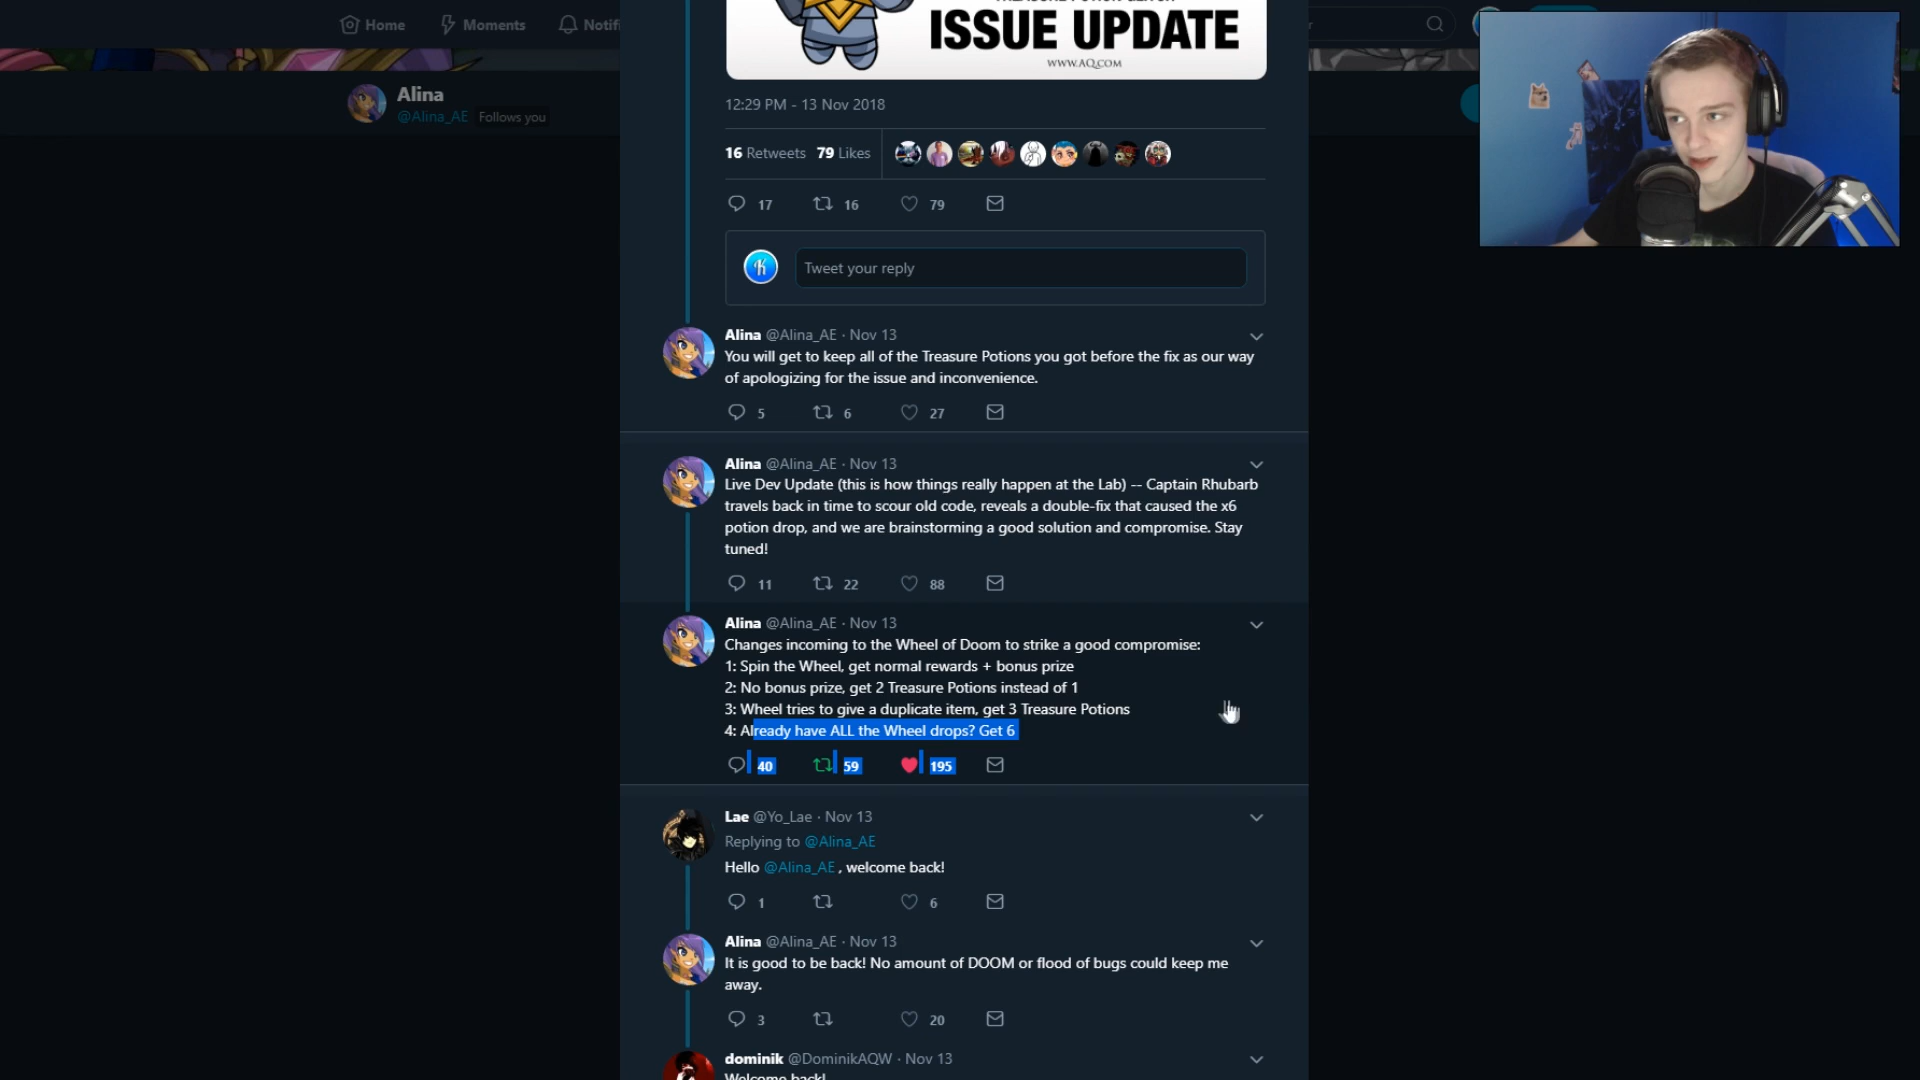 Home
Moments
ISSUE UPDATE
WWW.AQ.COM
Alina
@Alina_AE Follows you
12:29 PM - 13 Nov 2018
16 Retweets 79 Likes
17 16 79
Tweet your reply
Alina @Alina_AE · Nov 13
You will get to keep all of the Treasure Potions you got before the fix as our way
of apologizing for the issue and inconvenience.
5 6 27
Alina @Alina_AE · Nov 13
Live Dev Update (this is how things really happen at the Lab) -- Captain Rhubarb
travels back in time to scour old code, reveals a double-fix that caused the x6
potion drop, and we are brainstorming a good solution and compromise. Stay
tuned!
11 22 88
Alina @Alina_AE · Nov 13
Changes incoming to the Wheel of Doom to strike a good compromise:
1: Spin the Wheel, get normal rewards + bonus prize
2: No bonus prize, get 2 Treasure Potions instead of 1
3: Wheel tries to give a duplicate item, get 3 Treasure Potions
4: Already have ALL the Wheel drops? Get 6
40 59 195
Lae @Yo_Lae · Nov 13
Replying to @Alina_AE
Hello @Alina_AE , welcome back!
1 6
Alina @Alina_AE · Nov 13
It is good to be back! No amount of DOOM or flood of bugs could keep me
away.
3 20
dominik @DominikAQW · Nov 13
Welcome back!